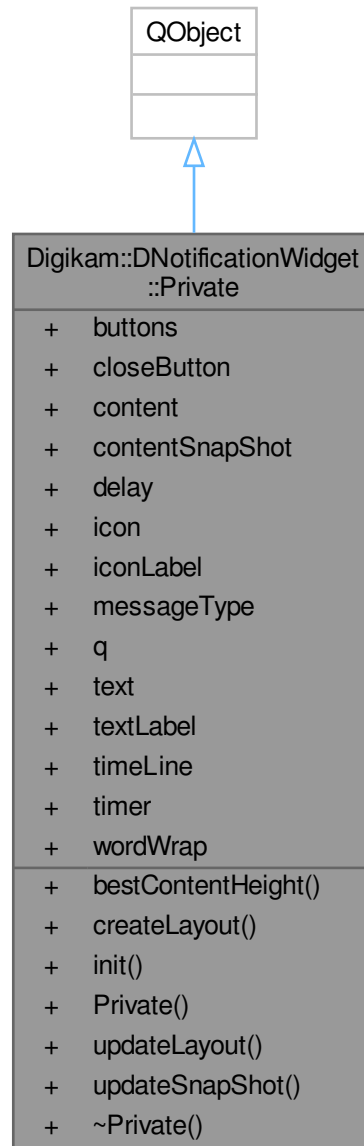 QObject
Digikam::DNotificationWidget
::Private
+ buttons
+ closeButton
+ content
+ contentSnapShot
+ delay
+ icon
+ iconLabel
+ messageType
+ q
+ text
+ textLabel
+ timeLine
+ timer
+ wordWrap
+ bestContentHeight()
+ createLayout()
+ init()
+ Private()
+ updateLayout()
+ updateSnapShot()
+ ~Private()